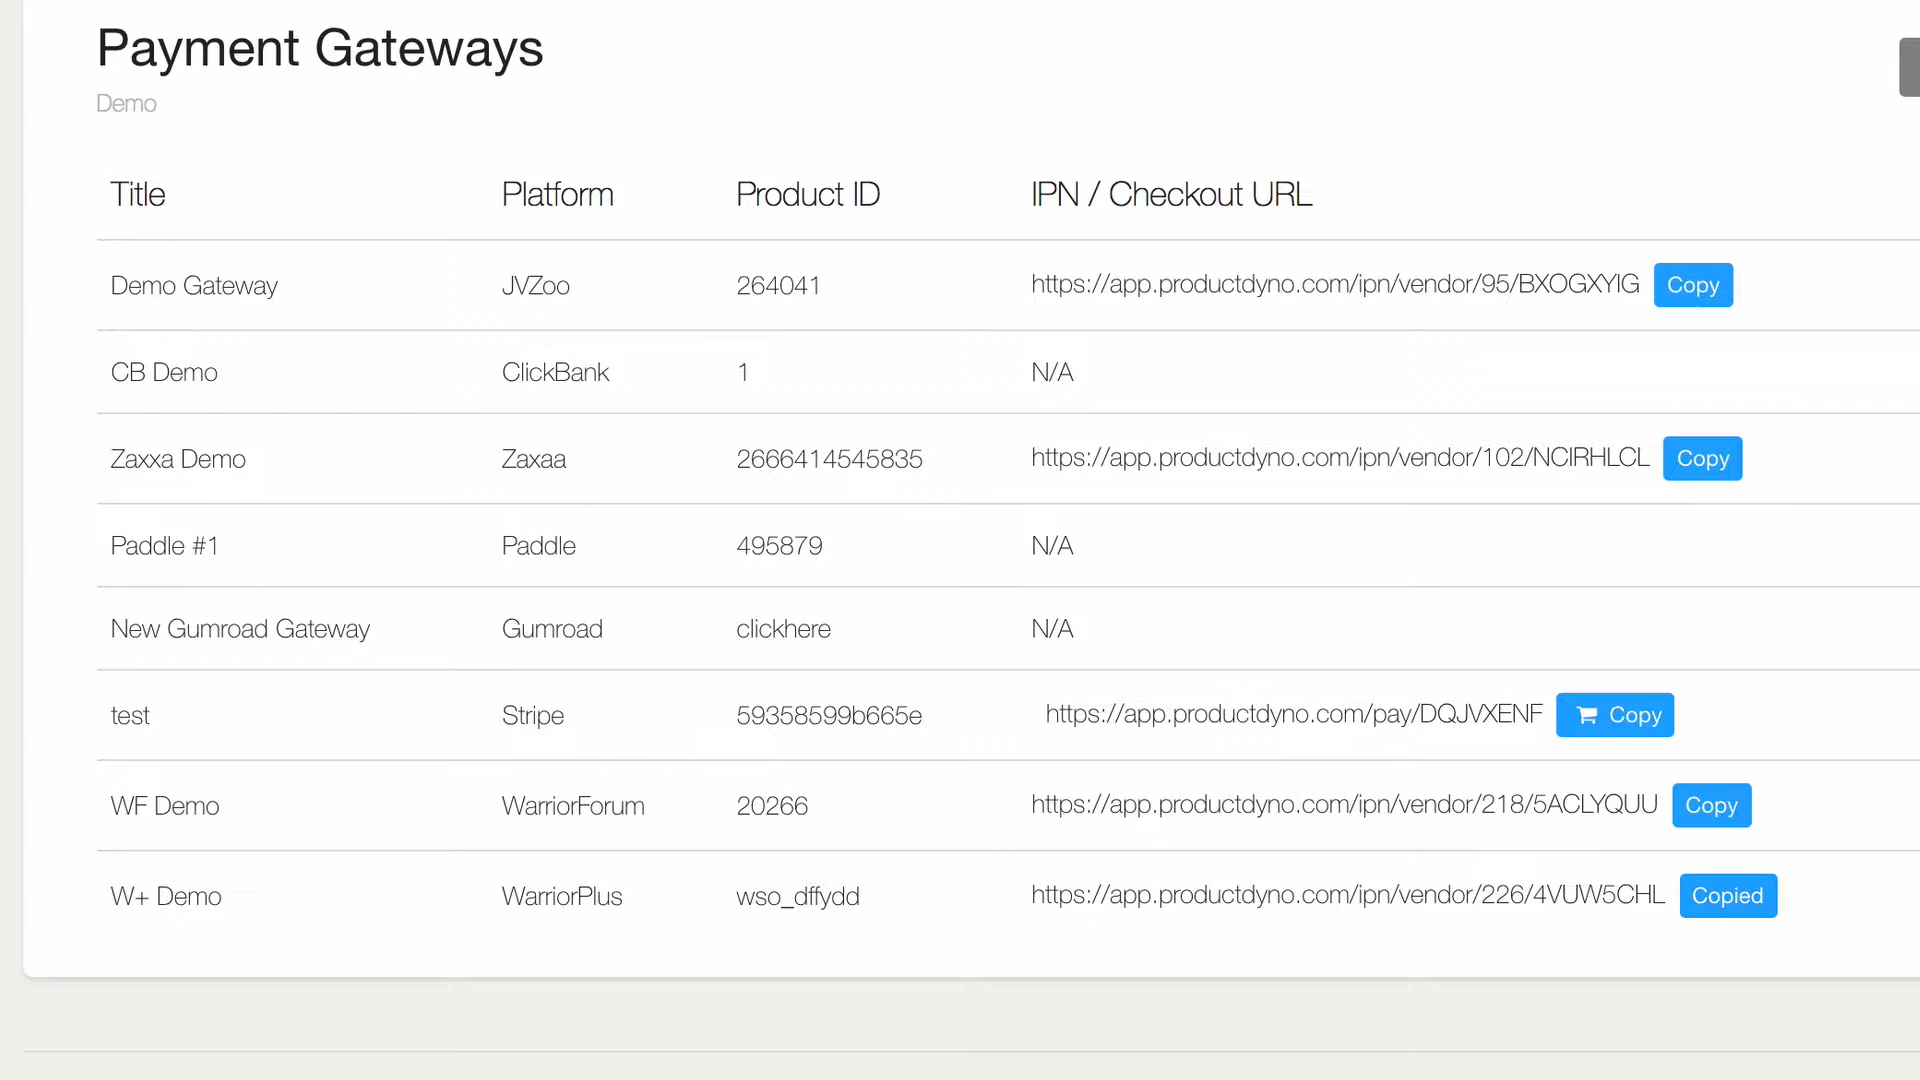 Payment Gateways
Demo
Title Platform Product ID IPN / Checkout URL
Demo Gateway JVZoo 264041 https://app.productdyno.com/ipn/vendor/95/BXOGXYIG Copy
CB Demo ClickBank 1 N/A
Zaxxa Demo Zaxaa 2666414545835 https://app.productdyno.com/ipn/vendor/102/NCIRHLCL Copy
Paddle #1 Paddle 495879 N/A
New Gumroad Gateway Gumroad clickhere N/A
test Stripe 59358599b665e https://app.productdyno.com/pay/DQJVXENF Copy
WF Demo WarriorForum 20266 https://app.productdyno.com/ipn/vendor/218/5ACLYQUU Copy
W+ Demo WarriorPlus wso_dffydd https://app.productdyno.com/ipn/vendor/226/4VUW5CHL Copied